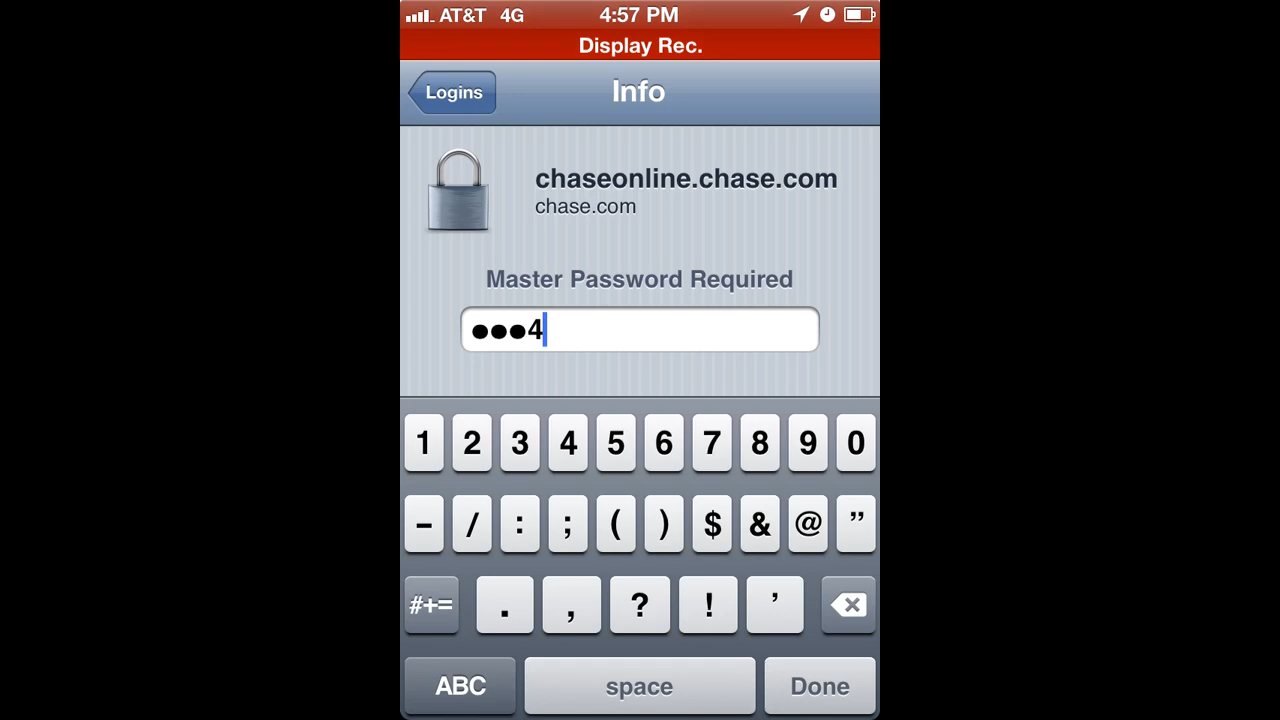 AT&T 4G 4:57 PM
Display Rec.
Logins Info
chaseonline.chase.com
chase.com
Master Password Required
●●●4
1 2 3 4 5 6 7 8 9 0
- / : ; ( ) $ & @ ”
#+= . , ? ! ’
ABC space Done